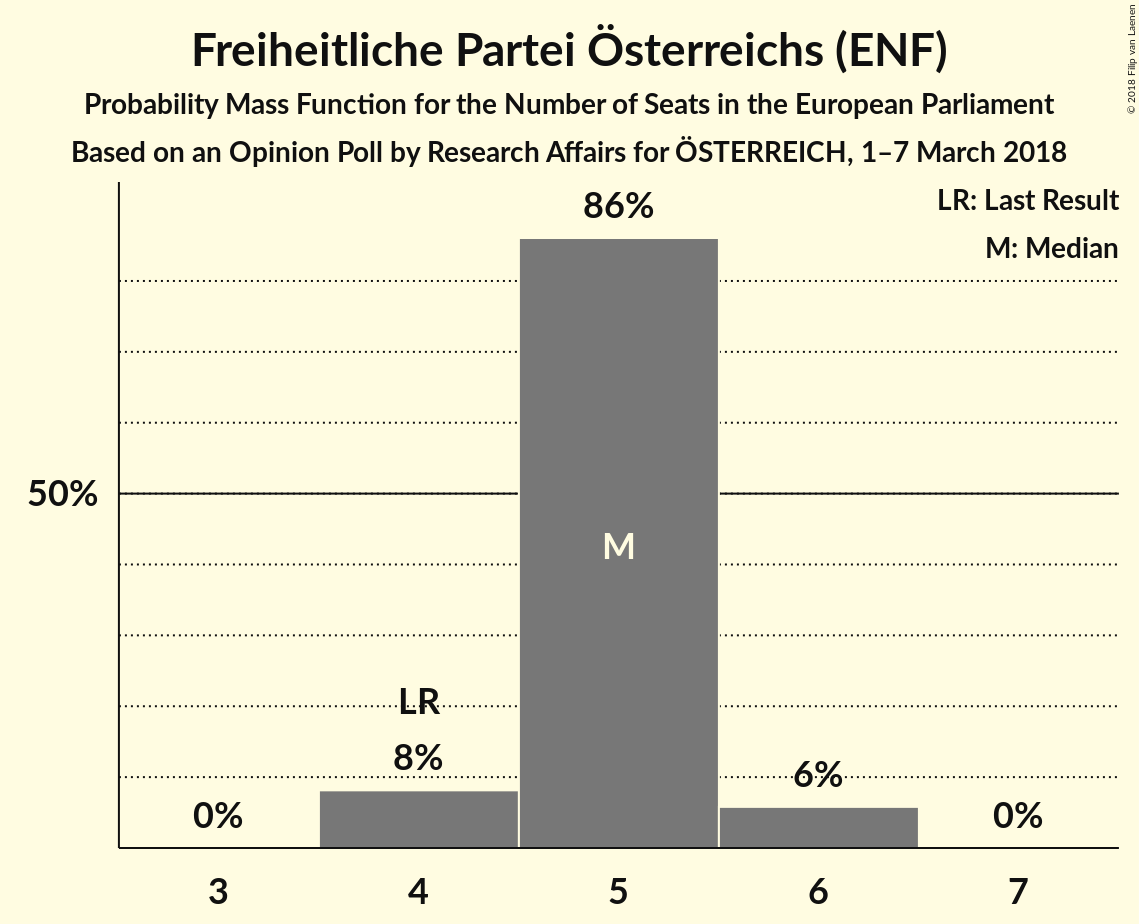 Freiheitliche Partei Österreichs (ENF)
Probability Mass Function for the Number of Seats in the European Parliament
Based on an Opinion Poll by Research Affairs for ÖSTERREICH, 1–7 March 2018
© 2018 Filip van Laenen
LR: Last Result
M: Median
86%
50%
M
LR
8%
6%
0%
0%
3 4 5 6 7